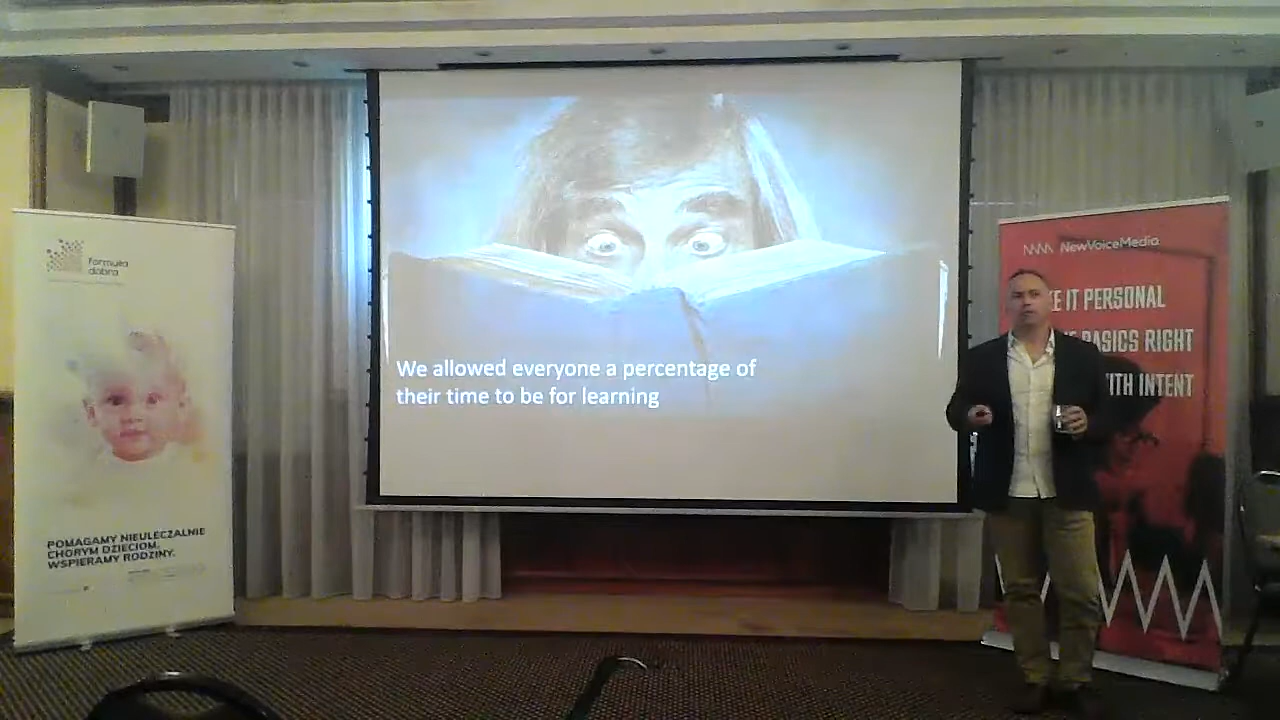 formuła
dobra
POMAGAMY NIEULECZALNIE
CHORYM DZIECIOM.
WSPIERAMY RODZINY.
We allowed everyone a percentage of
their time to be for learning
NewVoiceMedia
IT PERSONAL
BASICS RIGHT
INTENT